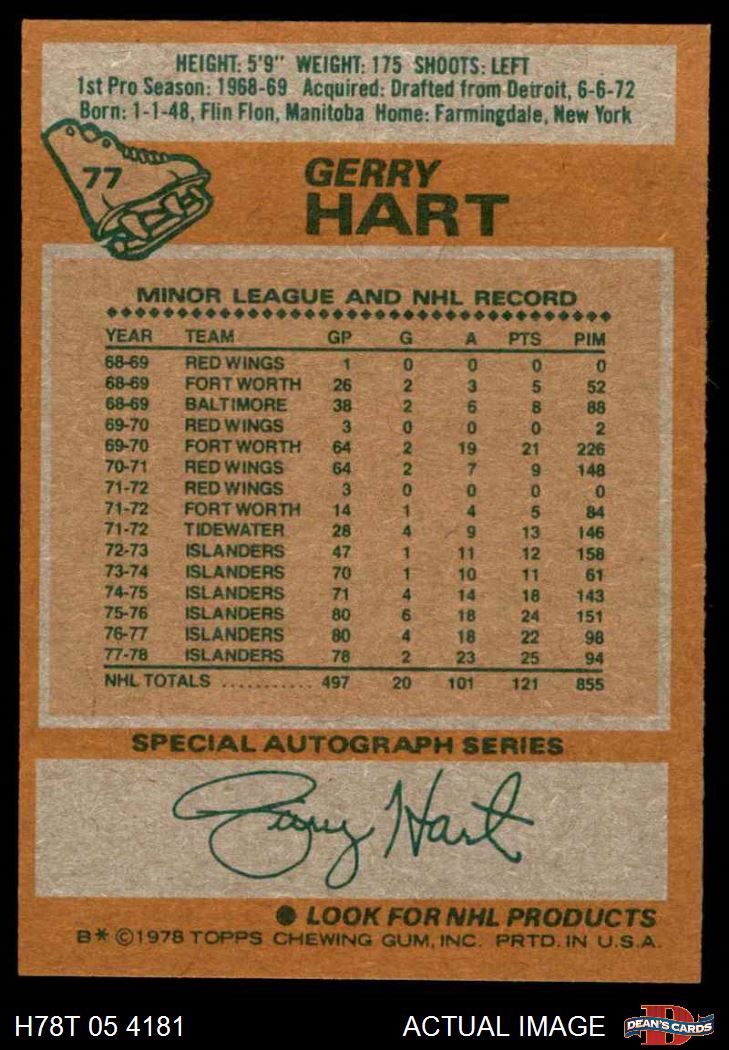 HEIGHT: 5'9" WEIGHT: 175 SHOOTS: LEFT
1st Pro Season: 1968-69 Acquired: Drafted from Detroit, 6-6-72
Born: 1-1-48, Flin Flon, Manitoba Home: Farmingdale, New York
77
GERRY
HART
MINOR LEAGUE AND NHL RECORD
YEAR TEAM GP G A PTS PIM
68-69 RED WINGS 1 0 0 0 0
68-69 FORT WORTH 26 2 3 5 52
68-69 BALTIMORE 38 2 6 8 88
69-70 RED WINGS 3 0 0 0 2
69-70 FORT WORTH 64 2 19 21 226
70-71 RED WINGS 64 2 7 9 148
71-72 RED WINGS 3 0 0 0 0
71-72 FORT WORTH 14 1 4 5 84
71-72 TIDEWATER 28 4 9 13 146
72-73 ISLANDERS 47 1 11 12 158
73-74 ISLANDERS 70 1 10 11 61
74-75 ISLANDERS 71 4 14 18 143
75-76 ISLANDERS 80 6 18 24 151
76-77 ISLANDERS 80 4 18 22 98
77-78 ISLANDERS 78 2 23 25 94
NHL TOTALS ........... 497 20 101 121 855
SPECIAL AUTOGRAPH SERIES
Gerry Hart
● LOOK FOR NHL PRODUCTS
B* ©1978 TOPPS CHEWING GUM, INC. PRTD. IN U.S.A.
H78T 05 4181 ACTUAL IMAGE D DEAN'S CARDS